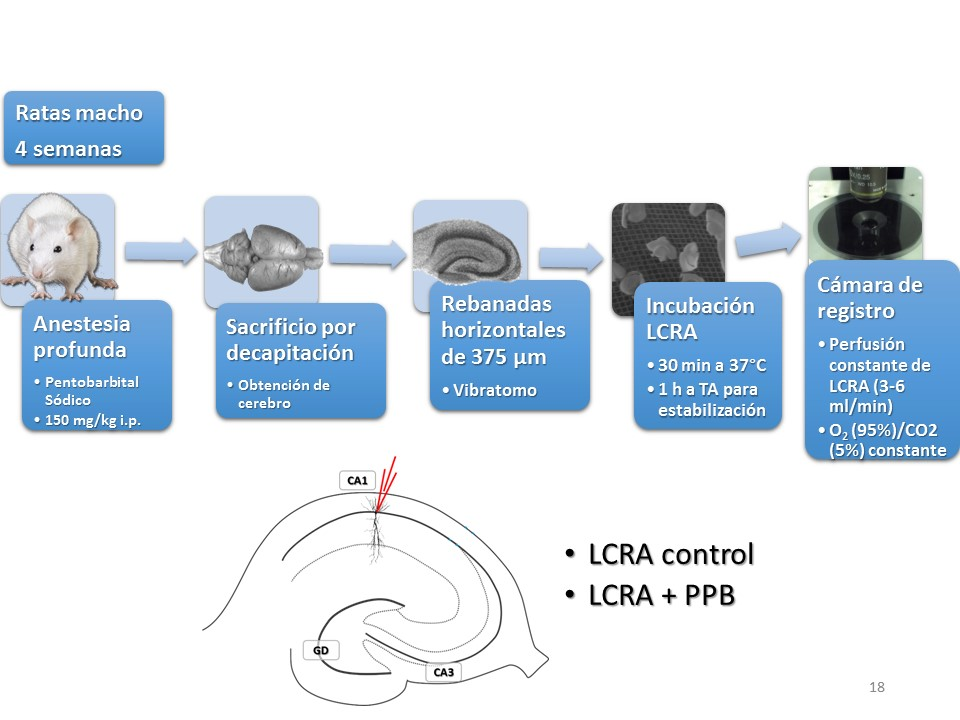 Ratas macho
4 semanas
Anestesia
profunda
• Pentobarbital
Sódico
• 150 mg/kg i.p.
Sacrificio por
decapitación
• Obtención de
cerebro
Rebanadas
horizontales
de 375 µm
• Vibratomo
Incubación
LCRA
• 30 min a 37°C
• 1 h a TA para
estabilización
Cámara de
registro
• Perfusión
constante de
LCRA (3-6
ml/min)
• O2 (95%)/CO2
(5%) constante
CA1
GD
CA3
• LCRA control
• LCRA + PPB
18